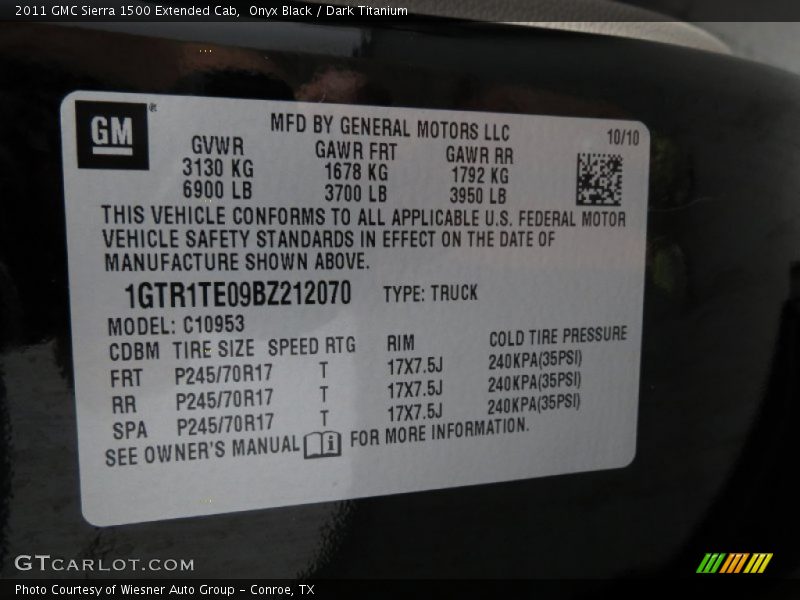 2011 GMC Sierra 1500 Extended Cab, Onyx Black / Dark Titanium
GM®
MFD BY GENERAL MOTORS LLC 10/10
GVWR GAWR FRT GAWR RR
3130 KG 1678 KG 1792 KG
6900 LB 3700 LB 3950 LB
THIS VEHICLE CONFORMS TO ALL APPLICABLE U.S. FEDERAL MOTOR
VEHICLE SAFETY STANDARDS IN EFFECT ON THE DATE OF
MANUFACTURE SHOWN ABOVE.
1GTR1TE09BZ212070 TYPE: TRUCK
MODEL: C10953
CDBM TIRE SIZE SPEED RTG RIM COLD TIRE PRESSURE
FRT P245/70R17 T 17X7.5J 240KPA(35PSI)
RR P245/70R17 T 17X7.5J 240KPA(35PSI)
SPA P245/70R17 T 17X7.5J 240KPA(35PSI)
SEE OWNER'S MANUAL i FOR MORE INFORMATION.
GTCARLOT.COM
Photo Courtesy of Wiesner Auto Group - Conroe, TX